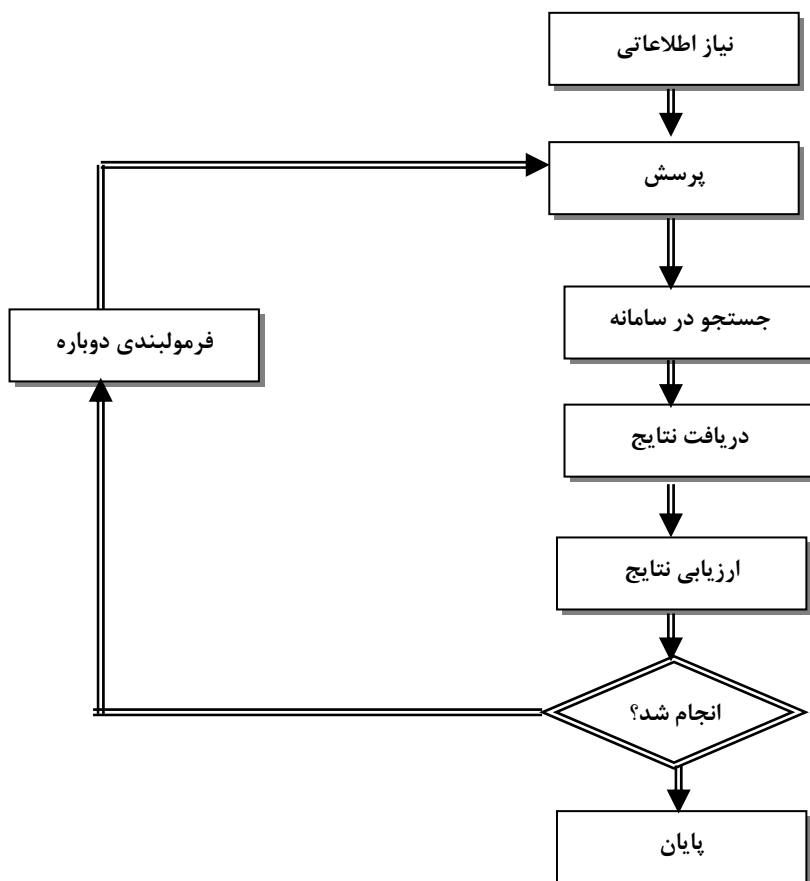 نیاز اطلاعاتی
پرسش
جستجو در سامانه
فرمولبندی دوباره
دریافت نتایج
ارزیابی نتایج
انجام شد؟
پایان